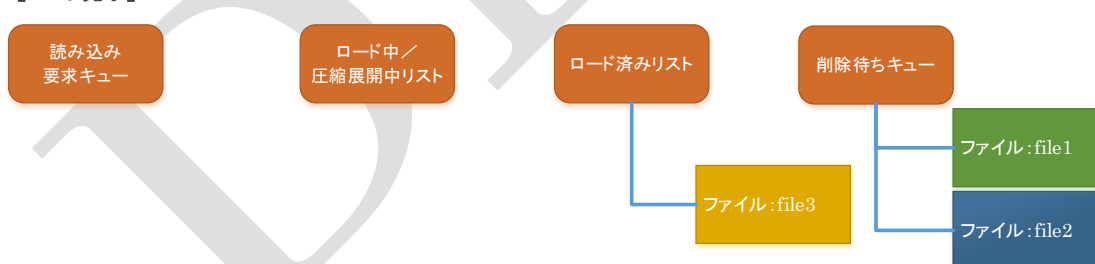 読み込み
要求キュー
ロード中／
圧縮展開中リスト
ロード済みリスト
削除待ちキュー
ファイル:file1
ファイル:file3
ファイル:file2